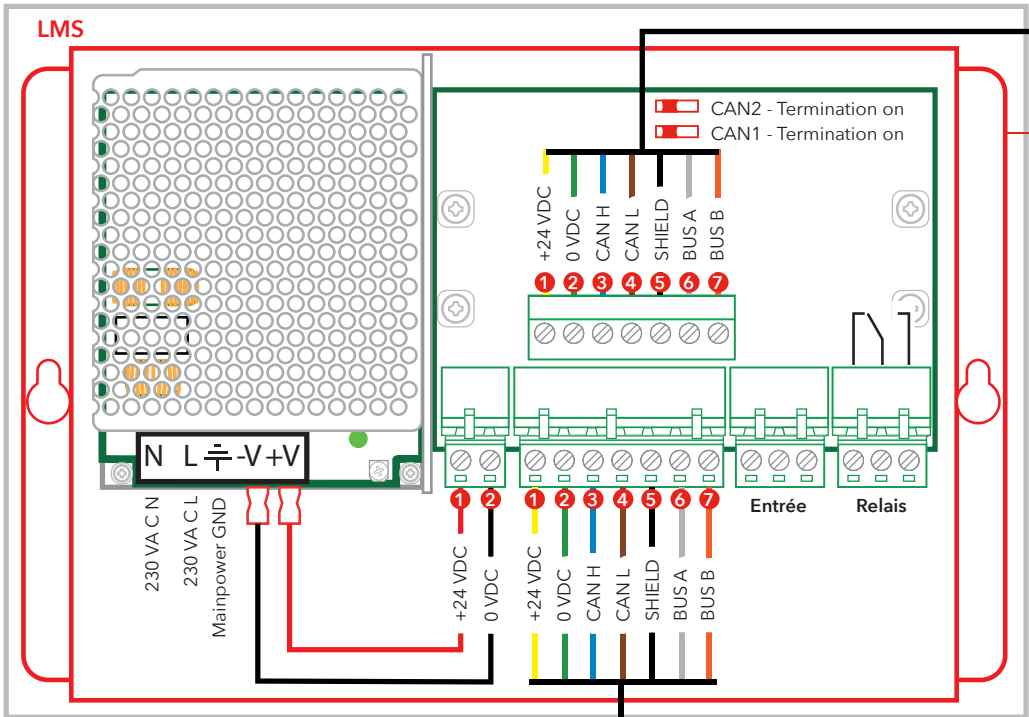 LMS
CAN2 - Termination on
CAN1 - Termination on
+24 VDC
0 VDC
CAN H
CAN L
SHIELD
BUS A
BUS B
1 2 3 4 5 6 7
N L -V +V
230 VAC N
230 VAC L
Mainpower GND
1 2
+24 VDC
0 VDC
1 2 3 4 5 6 7
+24 VDC
0 VDC
CAN H
CAN L
SHIELD
BUS A
BUS B
Entrée
Relais